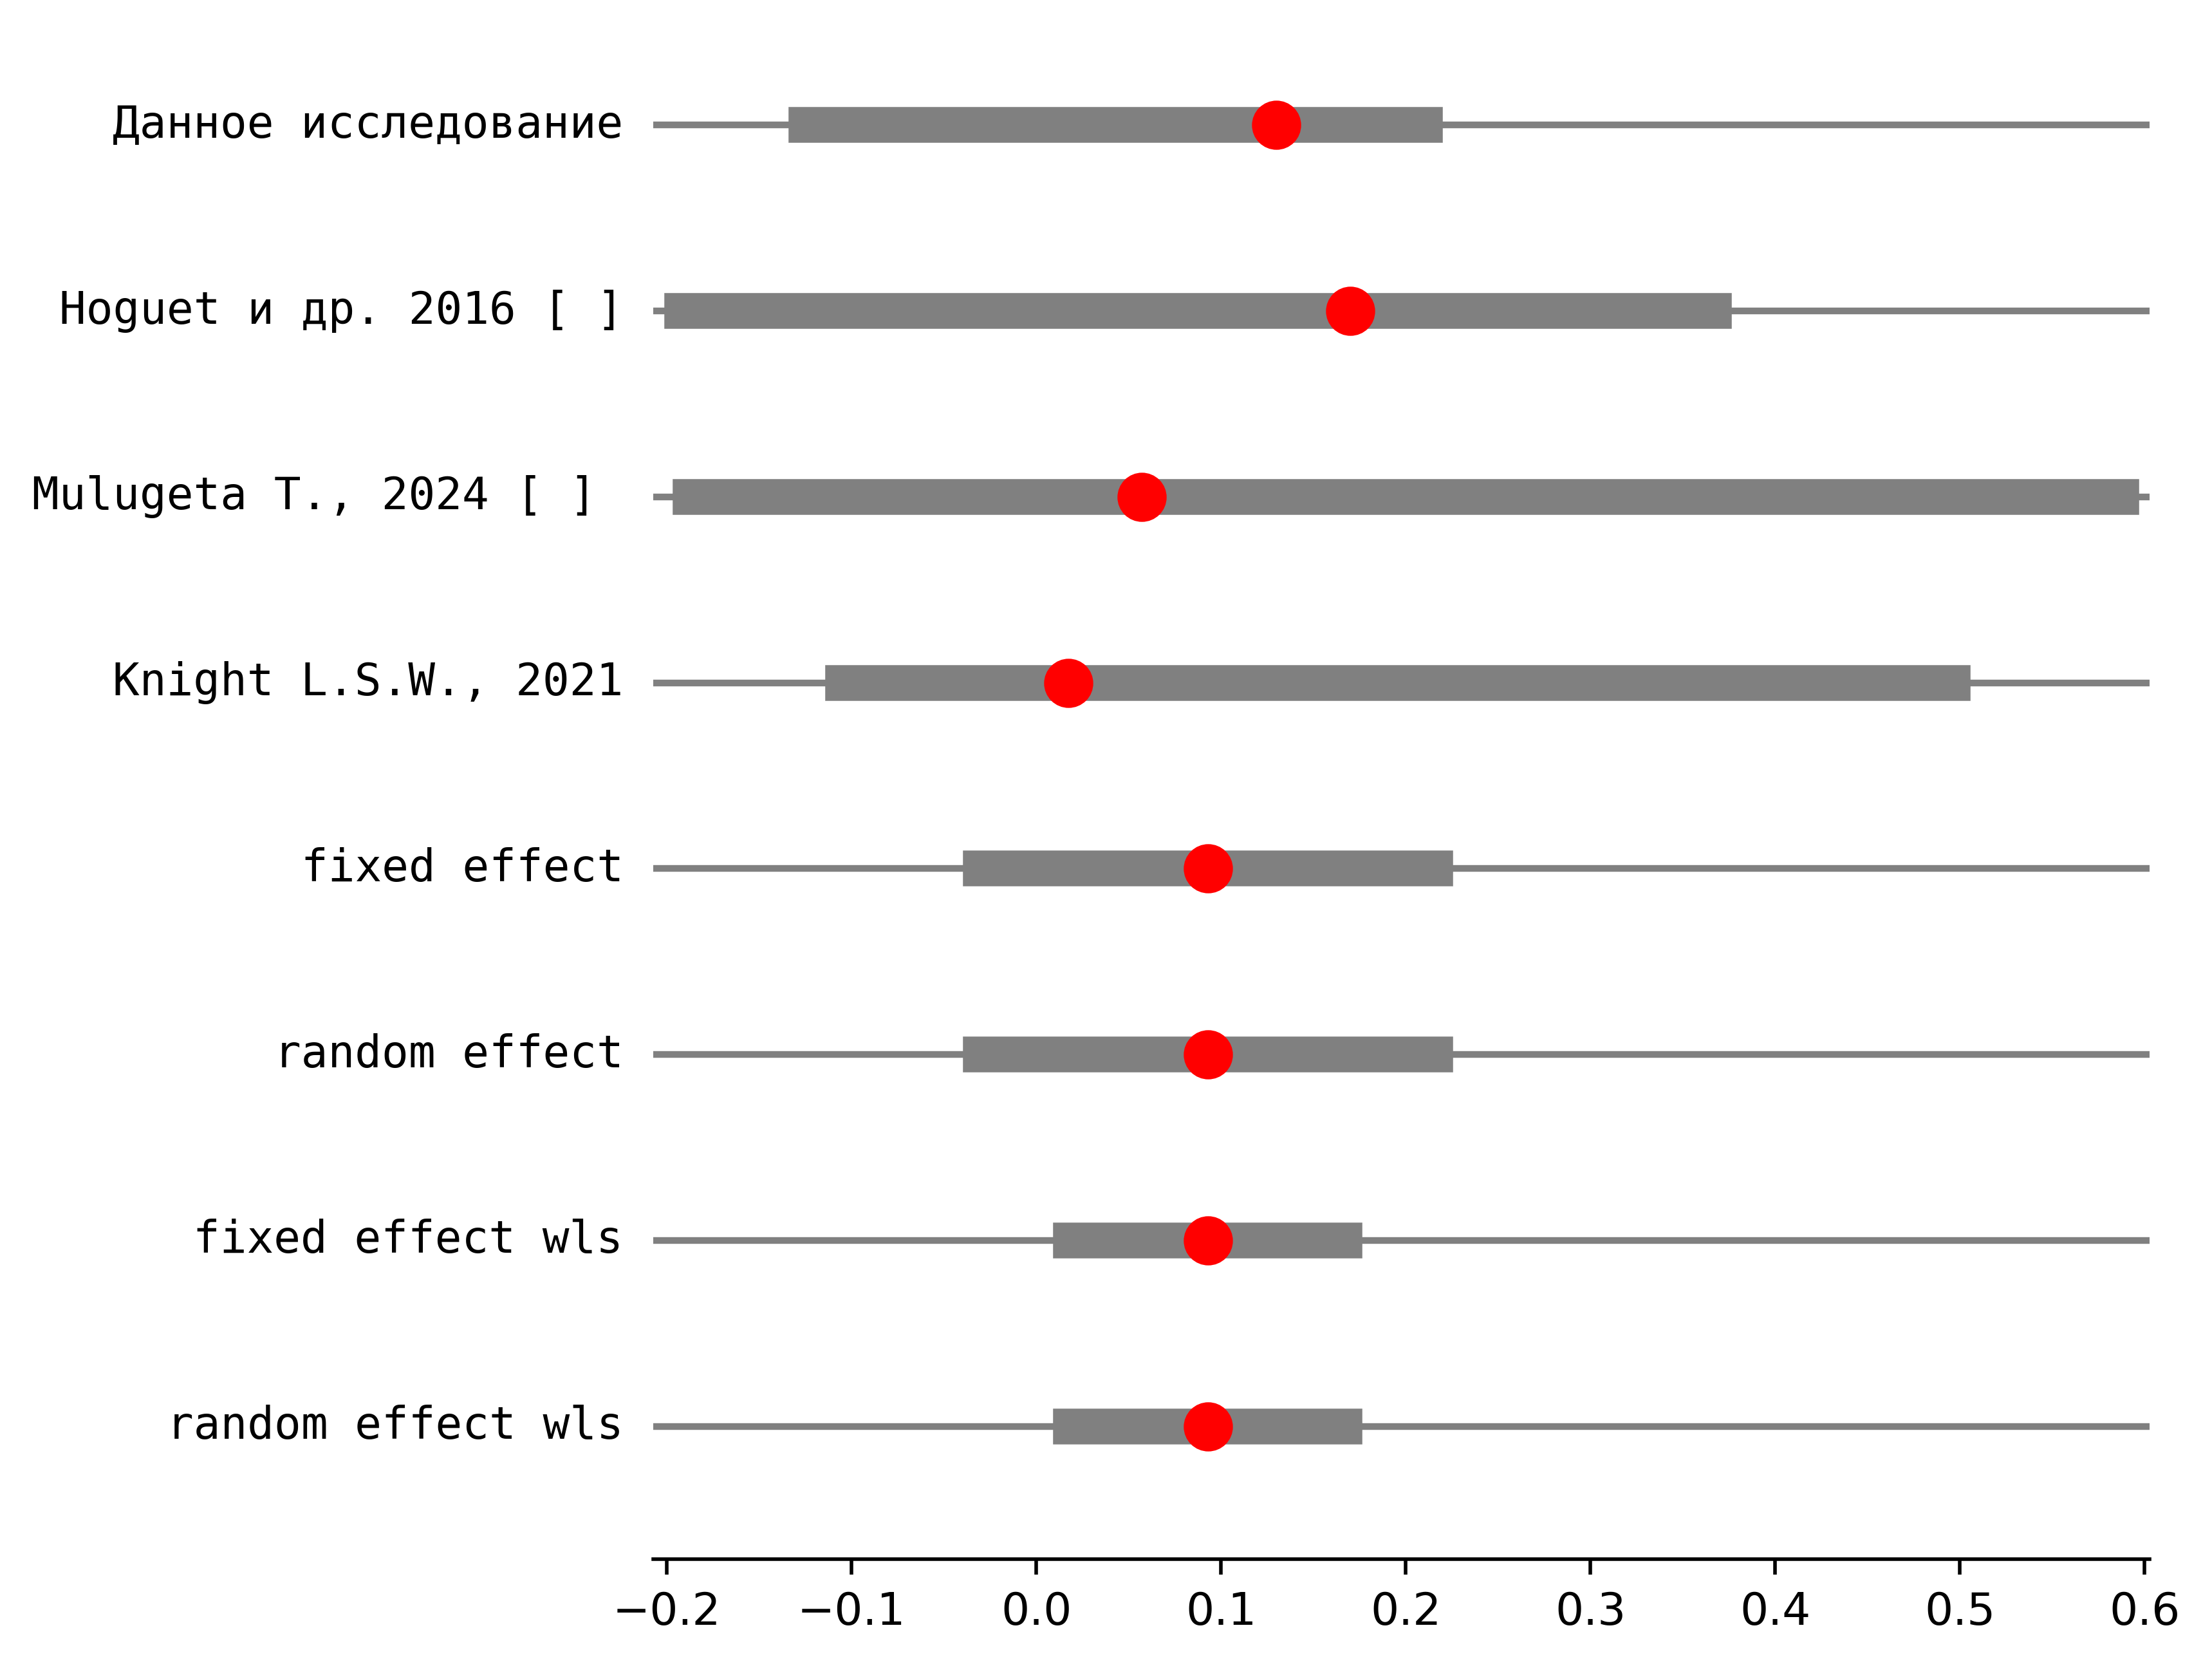 Данное исследование
Hoguet и др. 2016 [ ]
Mulugeta T., 2024 [ ]
Knight L.S.W., 2021
fixed effect
random effect
fixed effect wls
random effect wls
−0.2 −0.1 0.0 0.1 0.2 0.3 0.4 0.5 0.6